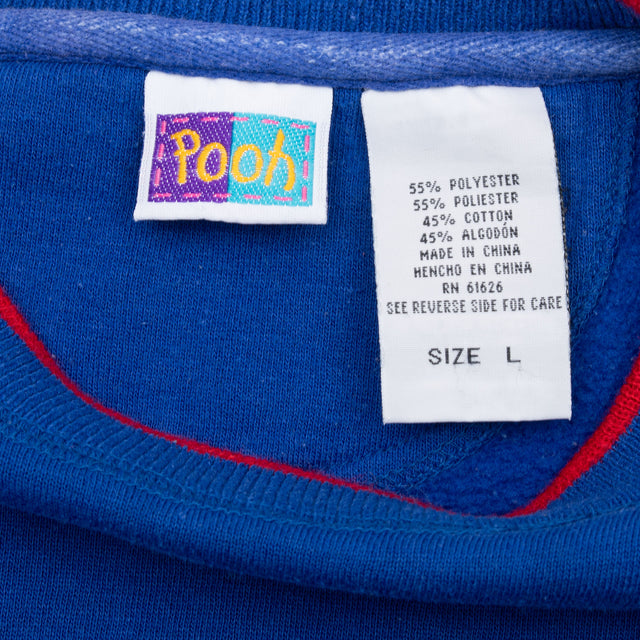 Pooh
55% POLYESTER
55% POLIESTER
45% COTTON
45% ALGODÓN
MADE IN CHINA
HENCHO EN CHINA
RN 61626
SEE REVERSE SIDE FOR CARE
SIZE L